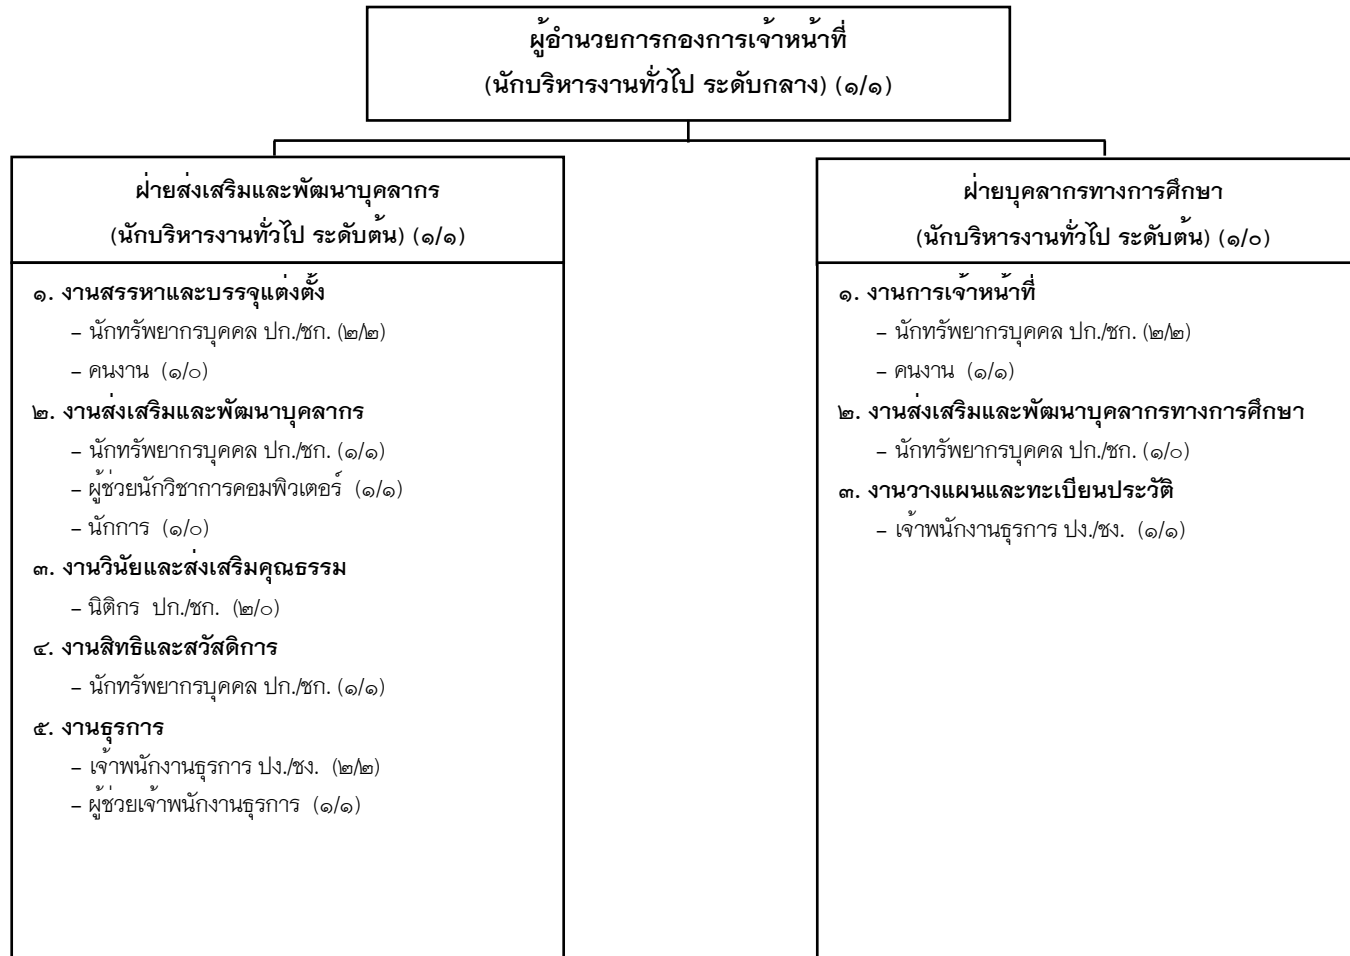 ผู้อำนวยการกองการเจ้าหน้าที่
(นักบริหารงานทั่วไป ระดับกลาง) (๑/๑)
ฝ่ายส่งเสริมและพัฒนาบุคลากร
(นักบริหารงานทั่วไป ระดับต้น) (๑/๑)
๑. งานสรรหาและบรรจุแต่งตั้ง
– นักทรัพยากรบุคคล ปก./ชก. (๒/๒)
– คนงาน (๑/๐)
๒. งานส่งเสริมและพัฒนาบุคลากร
– นักทรัพยากรบุคคล ปก./ชก. (๑/๑)
– ผู้ช่วยนักวิชาการคอมพิวเตอร์ (๑/๑)
– นักการ (๑/๐)
๓. งานวินัยและส่งเสริมคุณธรรม
– นิติกร ปก./ชก. (๒/๐)
๔. งานสิทธิและสวัสดิการ
– นักทรัพยากรบุคคล ปก./ชก. (๑/๑)
๕. งานธุรการ
– เจ้าพนักงานธุรการ ปง./ชง. (๒/๒)
– ผู้ช่วยเจ้าพนักงานธุรการ (๑/๑)
ฝ่ายบุคลากรทางการศึกษา
(นักบริหารงานทั่วไป ระดับต้น) (๑/๐)
๑. งานการเจ้าหน้าที่
– นักทรัพยากรบุคคล ปก./ชก. (๒/๒)
– คนงาน (๑/๑)
๒. งานส่งเสริมและพัฒนาบุคลากรทางการศึกษา
– นักทรัพยากรบุคคล ปก./ชก. (๑/๐)
๓. งานวางแผนและทะเบียนประวัติ
– เจ้าพนักงานธุรการ ปง./ชง. (๑/๑)